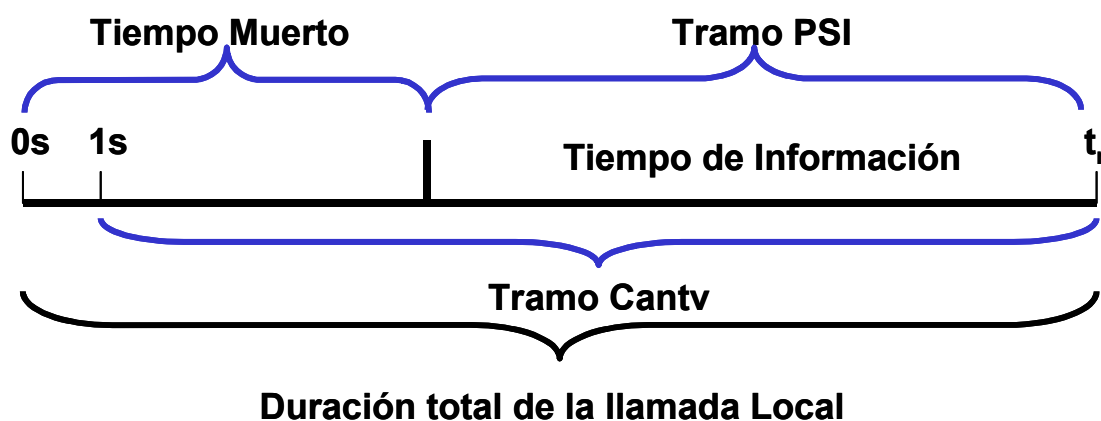 Tiempo Muerto
Tramo PSI
0s
1s
Tiempo de Información
Tramo Cantv
Duración total de la llamada Local